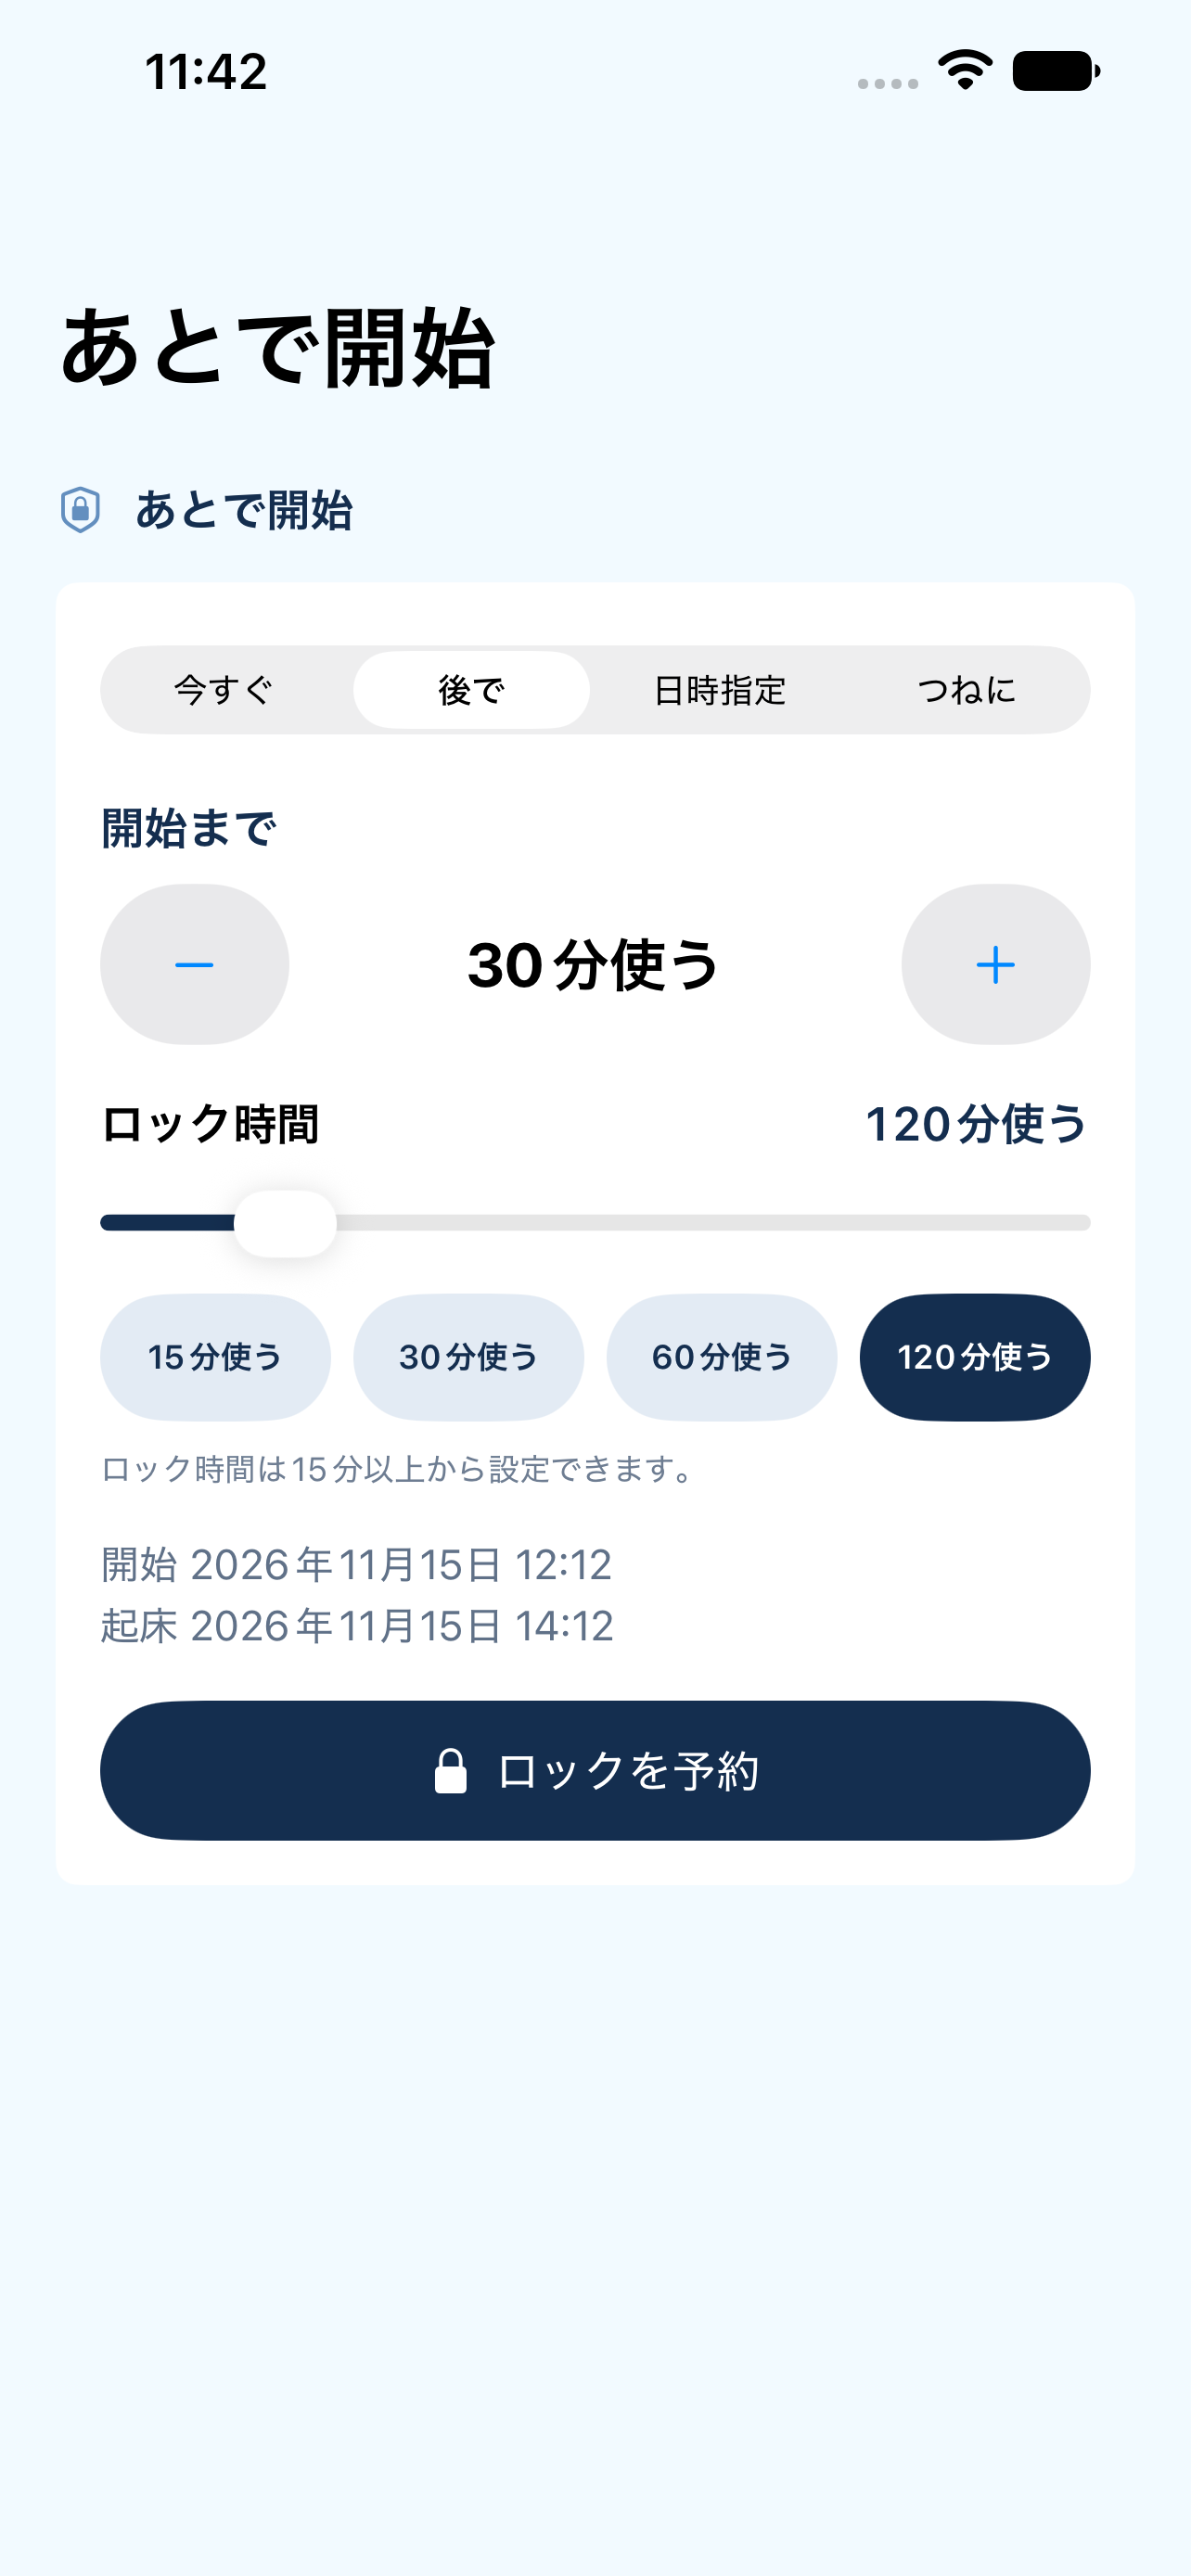 11:42
あとで開始
あとで開始
今すぐ 後で 日時指定 つねに
開始まで
30分使う
ロック時間 120分使う
15分使う 30分使う 60分使う 120分使う
ロック時間は15分以上から設定できます。
開始 2026年11月15日 12:12
起床 2026年11月15日 14:12
ロックを予約